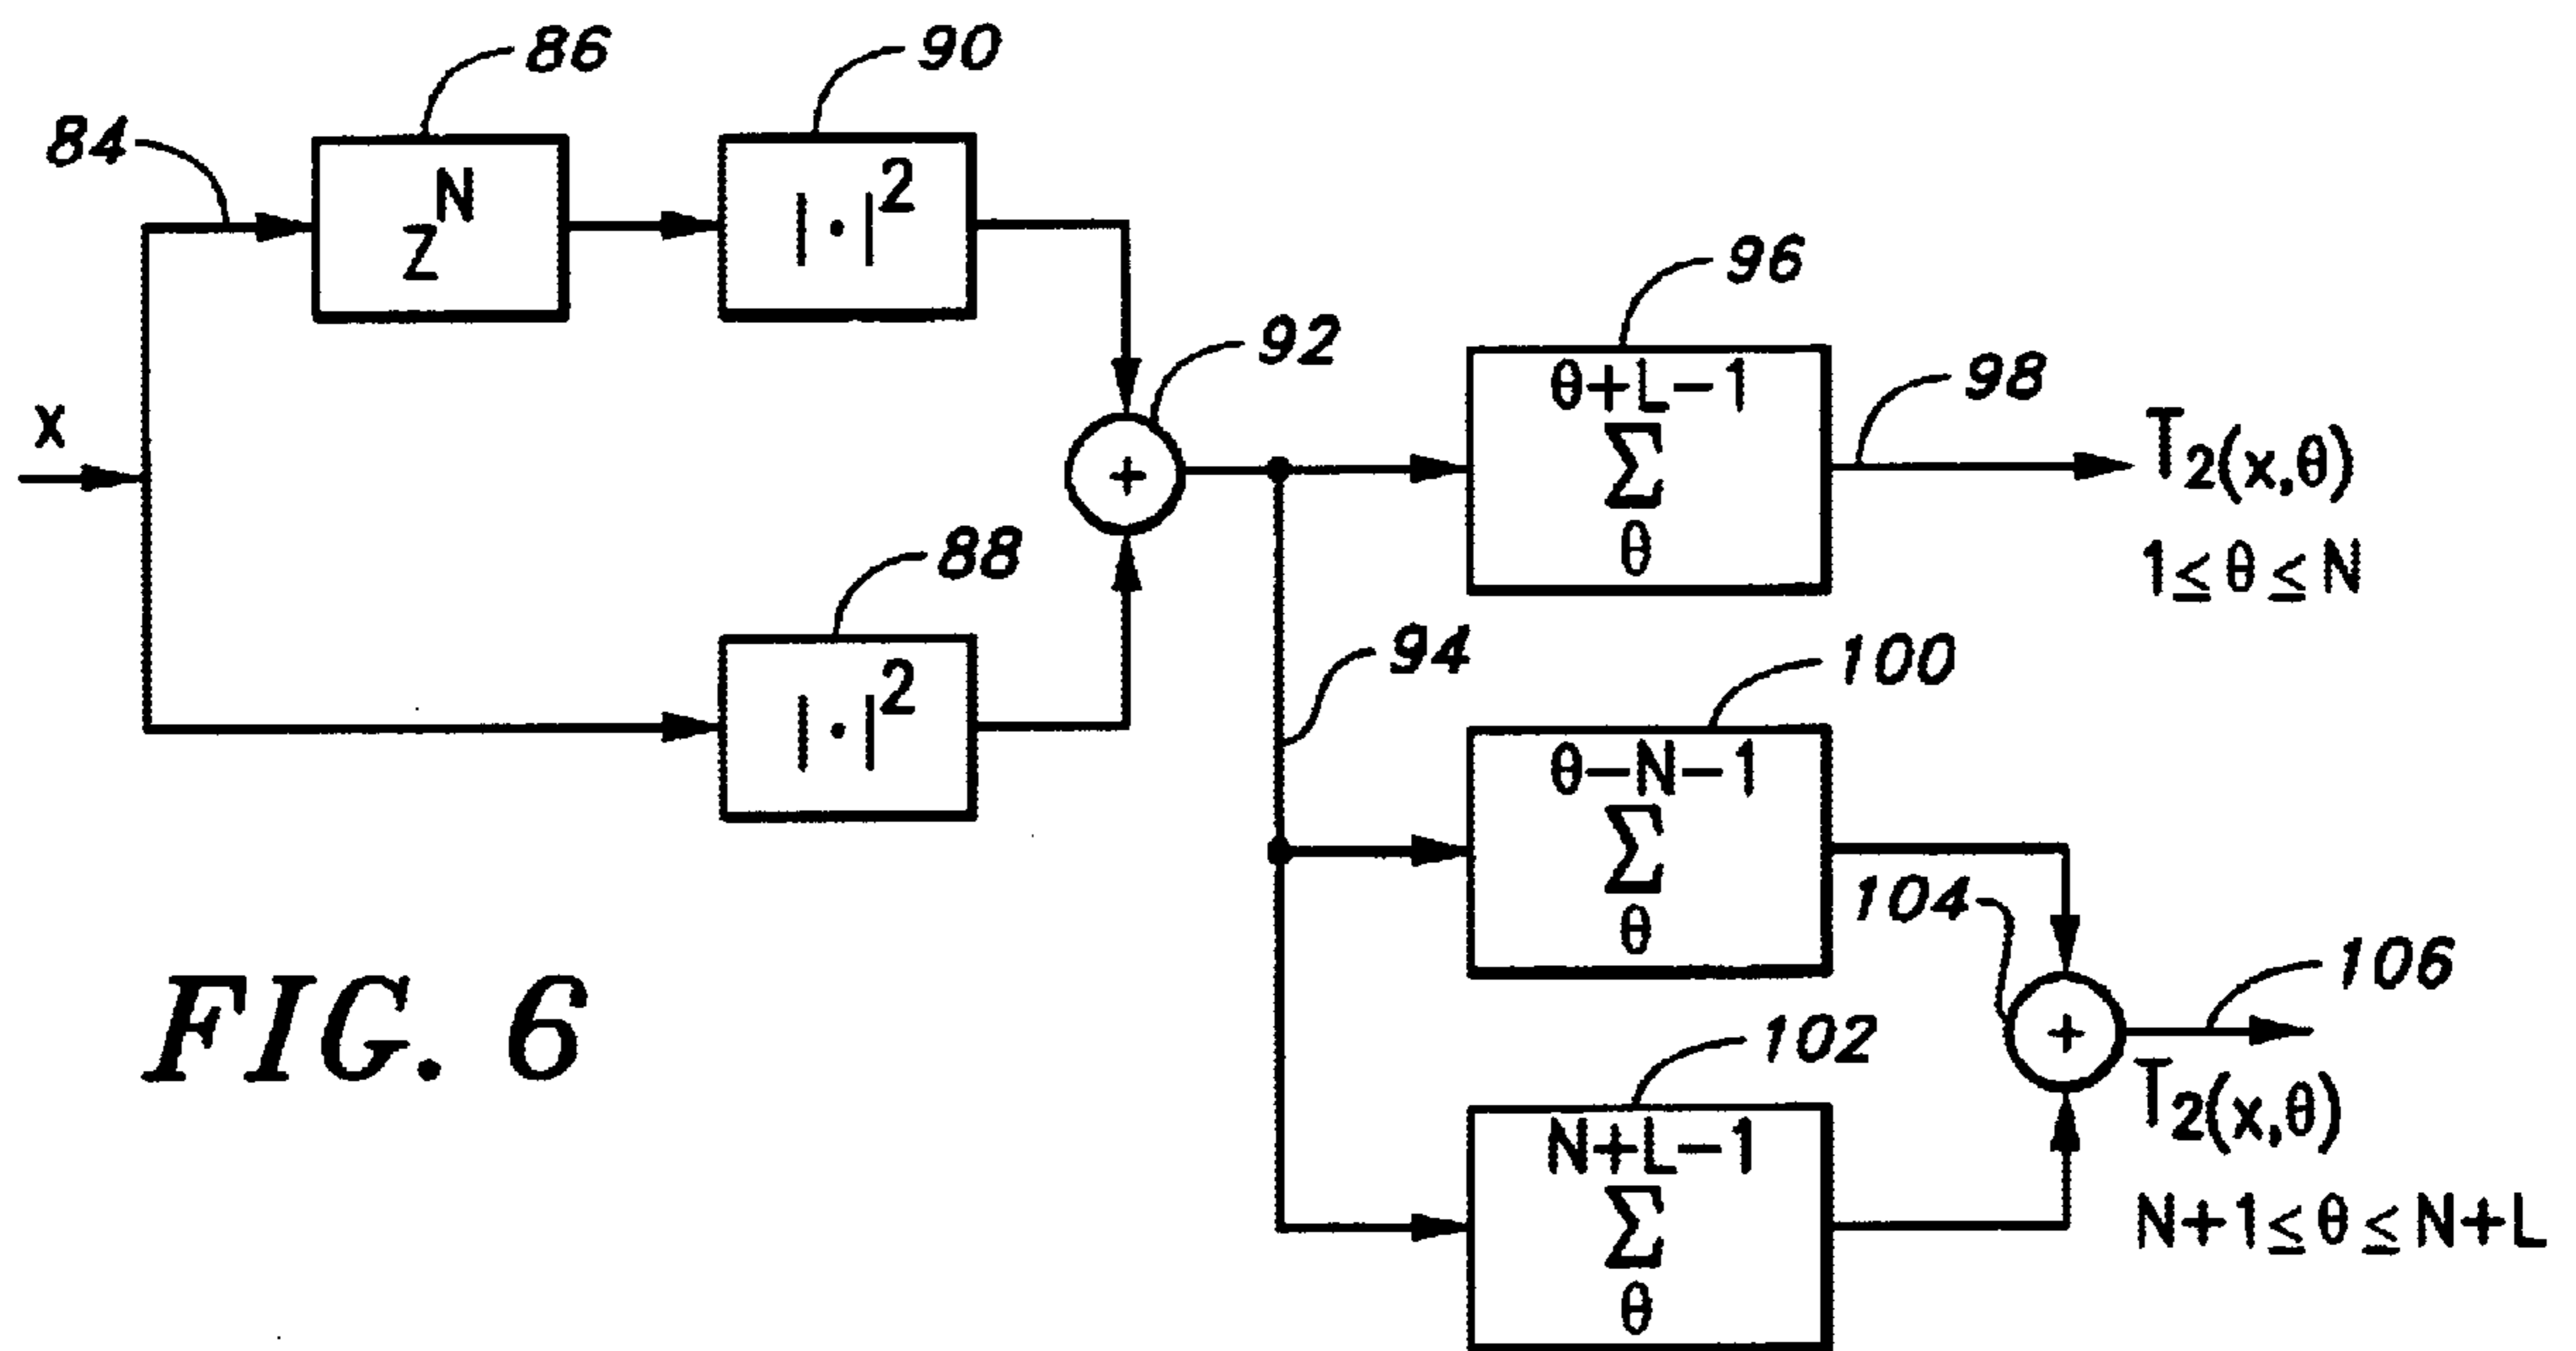 86
90
84
Z^N
|·|²
x
92
+
88
|·|²
96
θ+L−1
Σ
θ
98
T₂(x,θ)
1≤θ≤N
94
100
θ−N−1
Σ
θ
104
+
106
T₂(x,θ)
N+1≤θ≤N+L
102
N+L−1
Σ
θ
FIG. 6